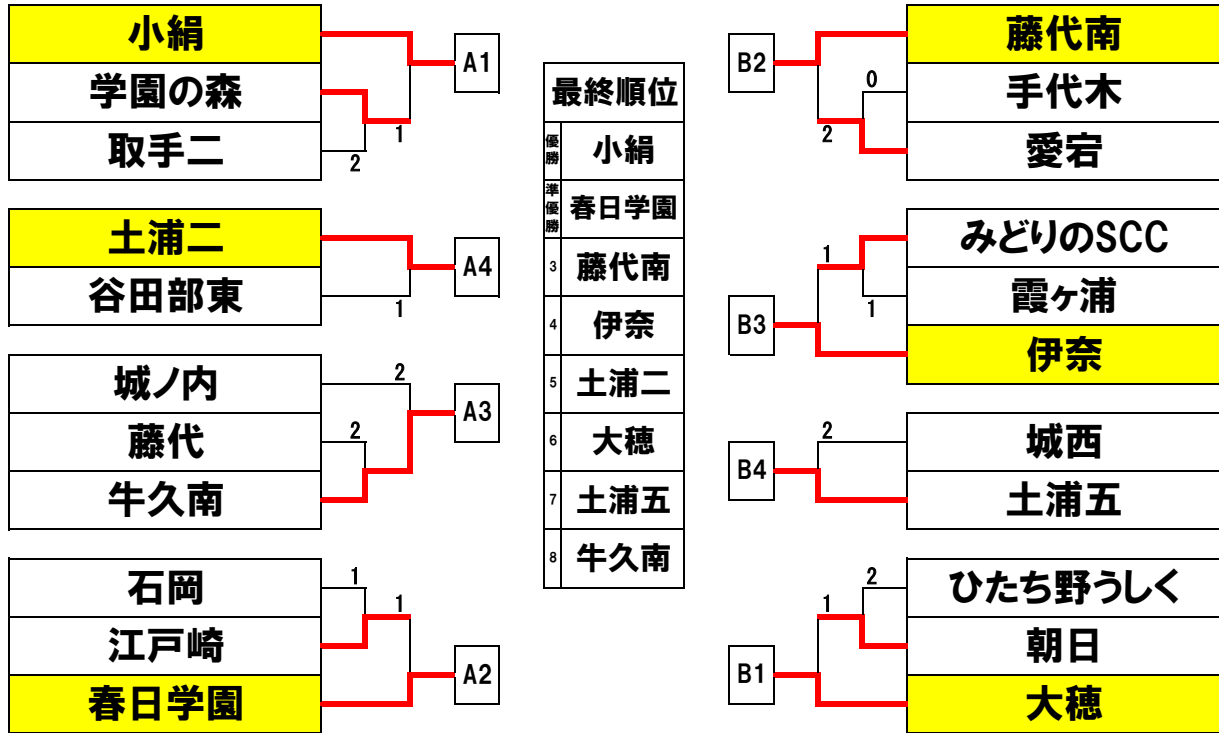 小絹
学園の森
取手二
1
2
A1
土浦二
谷田部東
1
A4
城ノ内
藤代
牛久南
2
2
A3
石岡
江戸崎
春日学園
1
1
A2
最終順位
優勝 小絹
準優勝 春日学園
3 藤代南
4 伊奈
5 土浦二
6 大穂
7 土浦五
8 牛久南
B2
0
2
藤代南
手代木
愛宕
B3
1
1
みどりのSCC
霞ヶ浦
伊奈
B4
2
城西
土浦五
B1
2
1
ひたち野うしく
朝日
大穂